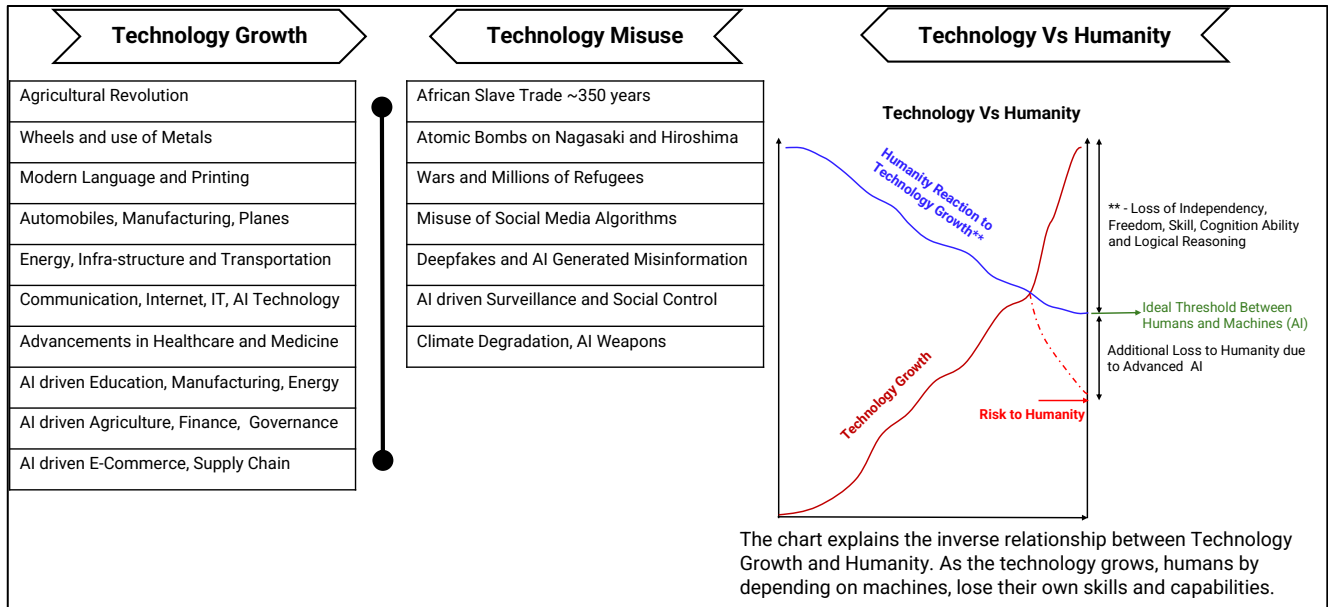 Technology Growth
Technology Misuse
Technology Vs Humanity
Agricultural Revolution
Wheels and use of Metals
Modern Language and Printing
Automobiles, Manufacturing, Planes
Energy, Infra-structure and Transportation
Communication, Internet, IT, AI Technology
Advancements in Healthcare and Medicine
AI driven Education, Manufacturing, Energy
AI driven Agriculture, Finance, Governance
AI driven E-Commerce, Supply Chain
African Slave Trade ~350 years
Atomic Bombs on Nagasaki and Hiroshima
Wars and Millions of Refugees
Misuse of Social Media Algorithms
Deepfakes and AI Generated Misinformation
AI driven Surveillance and Social Control
Climate Degradation, AI Weapons
Technology Vs Humanity
Humanity Reaction to
Technology Growth**
** - Loss of Independency,
Freedom, Skill, Cognition Ability
and Logical Reasoning
Ideal Threshold Between
Humans and Machines (AI)
Additional Loss to Humanity due
to Advanced AI
Technology Growth
Risk to Humanity
The chart explains the inverse relationship between Technology
Growth and Humanity. As the technology grows, humans by
depending on machines, lose their own skills and capabilities.